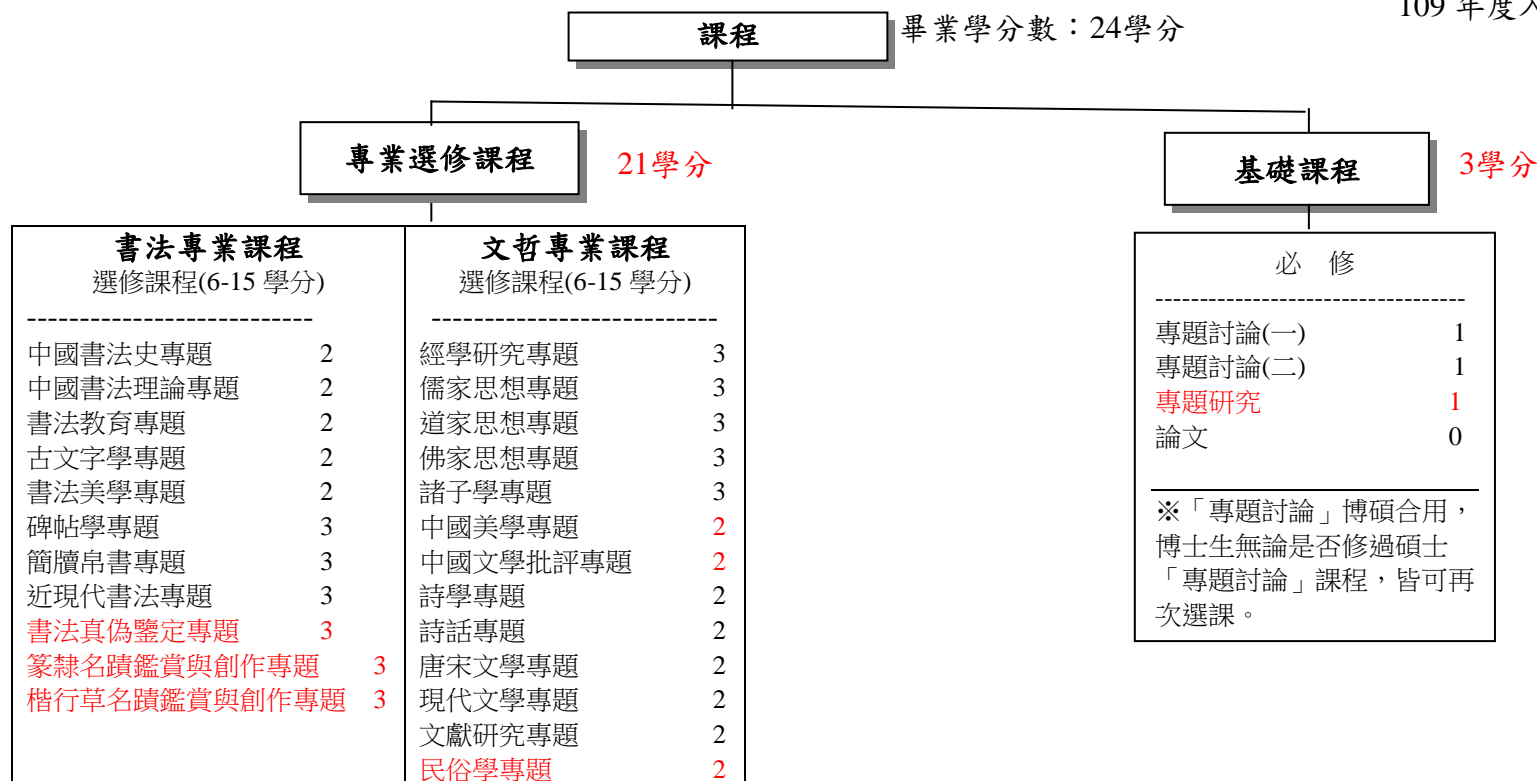 109 年度入
課程
畢業學分數：24學分
專業選修課程
21學分
基礎課程
3學分
書法專業課程
選修課程(6-15 學分)
---------------------------
中國書法史專題 2
中國書法理論專題 2
書法教育專題 2
古文字學專題 2
書法美學專題 2
碑帖學專題 3
簡牘帛書專題 3
近現代書法專題 3
書法真偽鑒定專題 3
篆隸名蹟鑑賞與創作專題 3
楷行草名蹟鑑賞與創作專題 3
文哲專業課程
選修課程(6-15 學分)
---------------------------
經學研究專題 3
儒家思想專題 3
道家思想專題 3
佛家思想專題 3
諸子學專題 3
中國美學專題 2
中國文學批評專題 2
詩學專題 2
詩話專題 2
唐宋文學專題 2
現代文學專題 2
文獻研究專題 2
民俗學專題 2
必 修
-----------------------------------
專題討論(一) 1
專題討論(二) 1
專題研究 1
論文 0
※「專題討論」博碩合用，
博士生無論是否修過碩士
「專題討論」課程，皆可再
次選課。